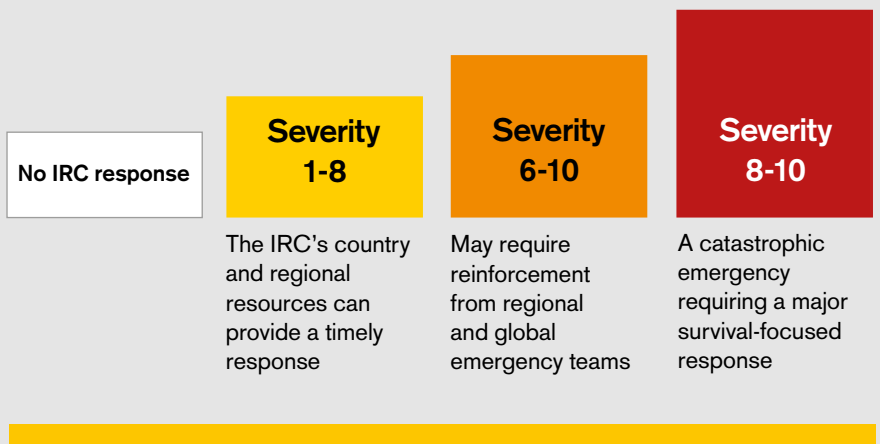 No IRC response
Severity
1-8
The IRC's country
and regional
resources can
provide a timely
response
Severity
6-10
May require
reinforcement
from regional
and global
emergency teams
Severity
8-10
A catastrophic
emergency
requiring a major
survival-focused
response